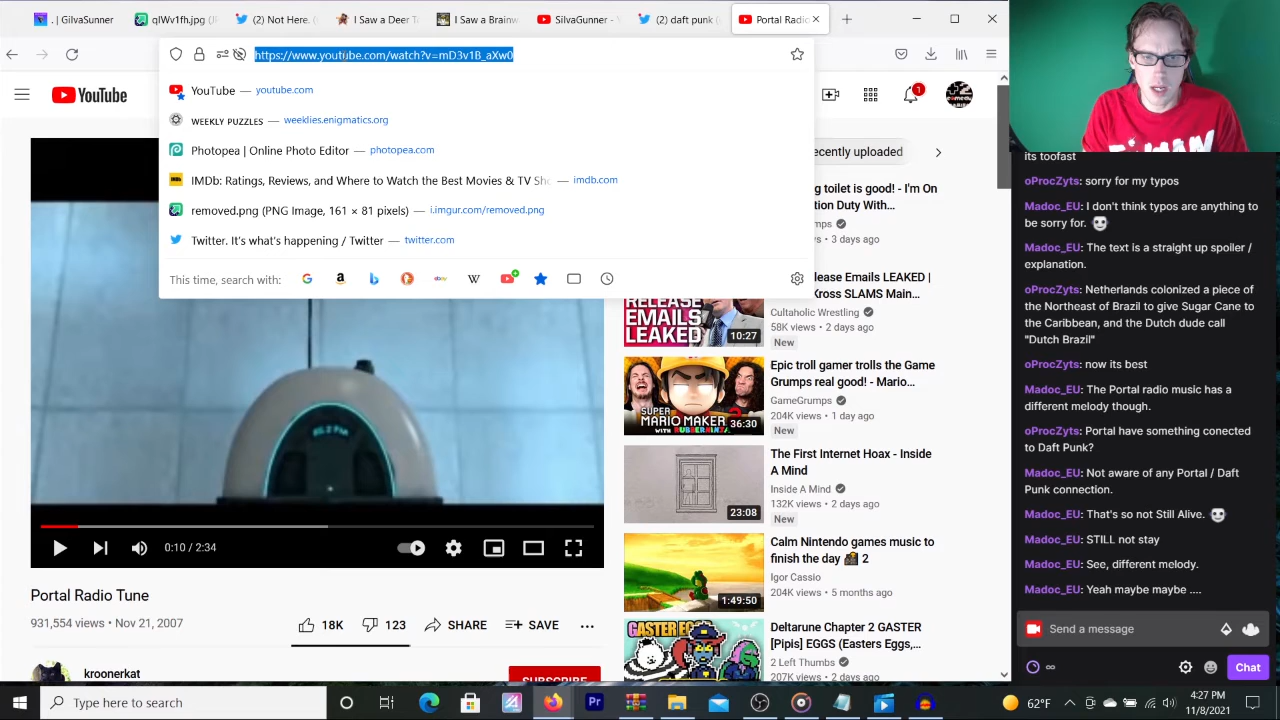 . | GilvaSunner
qIWv1fh.jpg (
(2) Not Here. (
I Saw a Deer T
I Saw a Brainw
SilvaGunner - Y
(2) daft punk (
Portal Radio
https://www.youtube.com/watch?v=mD3v1B_aXw0
YouTube — youtube.com
WEEKLY PUZZLES — weeklies.enigmatics.org
Photopea | Online Photo Editor — photopea.com
IMDb: Ratings, Reviews, and Where to Watch the Best Movies & TV Sh — imdb.com
removed.png (PNG Image, 161 × 81 pixels) — i.imgur.com/removed.png
Twitter. It's what's happening / Twitter — twitter.com
This time, search with:
YouTube
1
0:10 / 2:34
Portal Radio Tune
931,554 views • Nov 21, 2007
18K
123
SHARE
SAVE
kroonerkat
SUBSCRIBE
ecently uploaded
g toilet is good! - I'm On
tion Duty With…
mps
s • 3 days ago
lease Emails LEAKED |
Kross SLAMS Main…
Cultaholic Wrestling
58K views • 2 days ago
New
RELEASE
EMAILS
LEAKED
10:27
Epic troll gamer trolls the Game
Grumps real good! - Mario…
GameGrumps
204K views • 1 day ago
New
SUPER
MARIO MAKER 2
WITH RUBBERNINJA
36:30
The First Internet Hoax - Inside
A Mind
Inside A Mind
132K views • 2 days ago
New
23:08
Calm Nintendo games music to
finish the day 2
Igor Cassio
204K views • 5 months ago
1:49:50
Deltarune Chapter 2 GASTER
[Pipis] EGGS (Easters Eggs,…
2 Left Thumbs
its toofast
oProcZyts: sorry for my typos
Madoc_EU: I don't think typos are anything to
be sorry for.
Madoc_EU: The text is a straight up spoiler /
explanation.
oProcZyts: Netherlands colonized a piece of
the Northeast of Brazil to give Sugar Cane to
the Caribbean, and the Dutch dude call
"Dutch Brazil"
oProcZyts: now its best
Madoc_EU: The Portal radio music has a
different melody though.
oProcZyts: Portal have something conected
to Daft Punk?
Madoc_EU: Not aware of any Portal / Daft
Punk connection.
Madoc_EU: That's so not Still Alive.
Madoc_EU: STILL not stay
Madoc_EU: See, different melody.
Madoc_EU: Yeah maybe maybe ....
Send a message
Chat
Type here to search
62°F
4:27 PM
11/8/2021